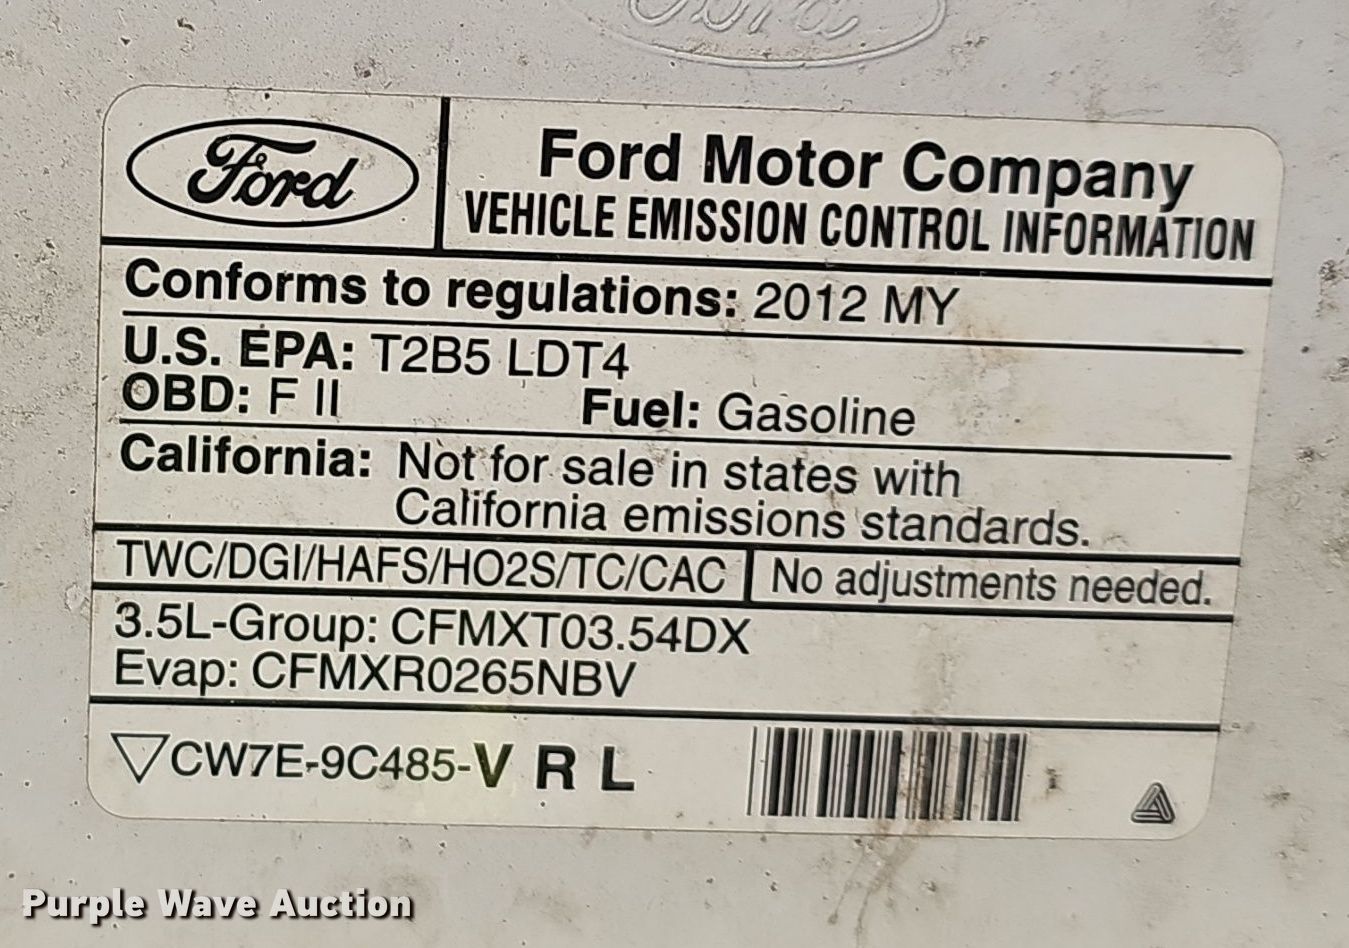 Ford
Ford
Ford Motor Company
VEHICLE EMISSION CONTROL INFORMATION
Conforms to regulations: 2012 MY
U.S. EPA: T2B5 LDT4
OBD: F II Fuel: Gasoline
California: Not for sale in states with
California emissions standards.
TWC/DGI/HAFS/HO2S/TC/CAC No adjustments needed.
3.5L-Group: CFMXT03.54DX
Evap: CFMXR0265NBV
CW7E-9C485-V R L
Purple Wave Auction